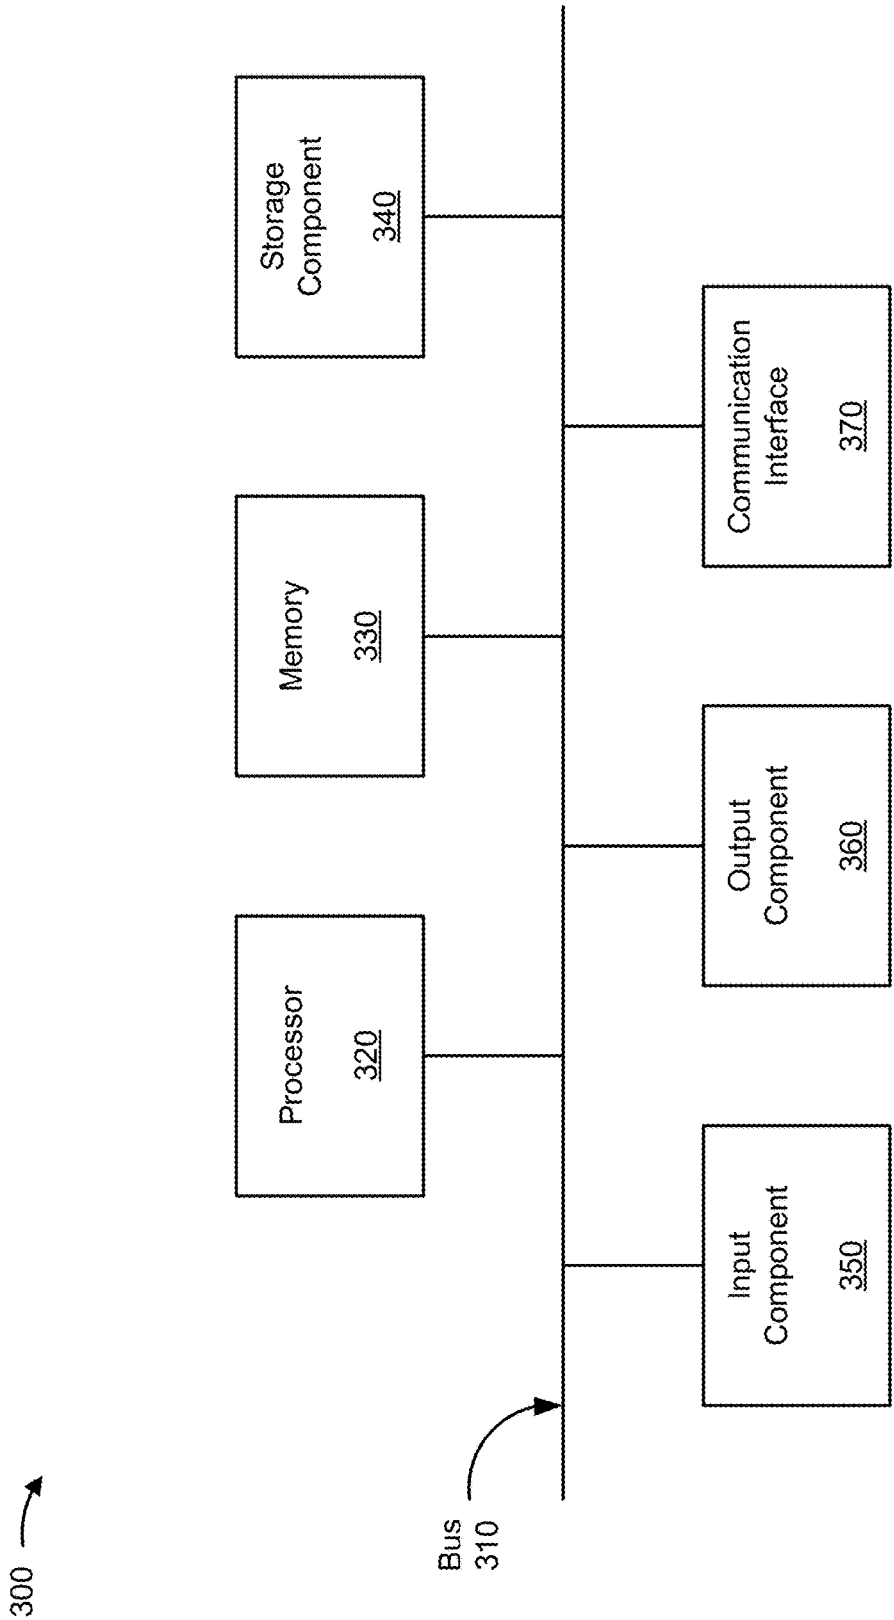 300
Bus
310
Processor
320
Memory
330
Storage
Component
340
Input
Component
350
Output
Component
360
Communication
Interface
370